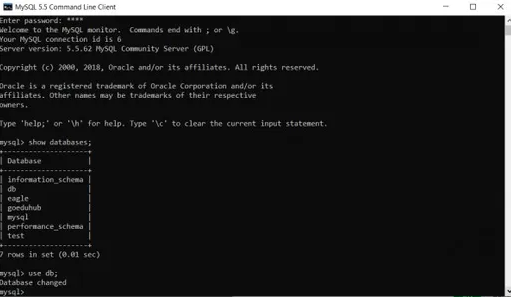 MySQL 5.5 Command Line Client
Enter password: ****
Welcome to the MySQL monitor.  Commands end with ; or \g.
Your MySQL connection id is 6
Server version: 5.5.62 MySQL Community Server (GPL)
Copyright (c) 2000, 2018, Oracle and/or its affiliates. All rights reserved.
Oracle is a registered trademark of Oracle Corporation and/or its
affiliates. Other names may be trademarks of their respective
owners.
Type 'help;' or '\h' for help. Type '\c' to clear the current input statement.
mysql> show databases;
+--------------------+
| Database           |
+--------------------+
| information_schema |
| db                 |
| eagle              |
| goeduhub           |
| mysql              |
| performance_schema |
| test               |
+--------------------+
7 rows in set (0.01 sec)
mysql> use db;
Database changed
mysql>